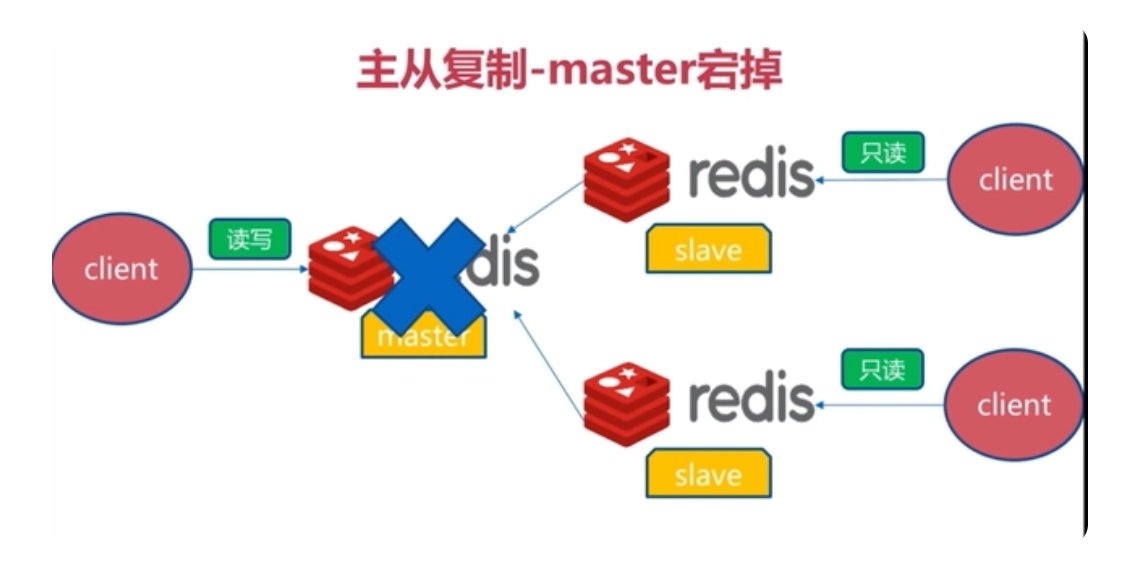 主从复制-master宕掉
client
读写
dis
master
redis
slave
只读
client
redis
slave
只读
client